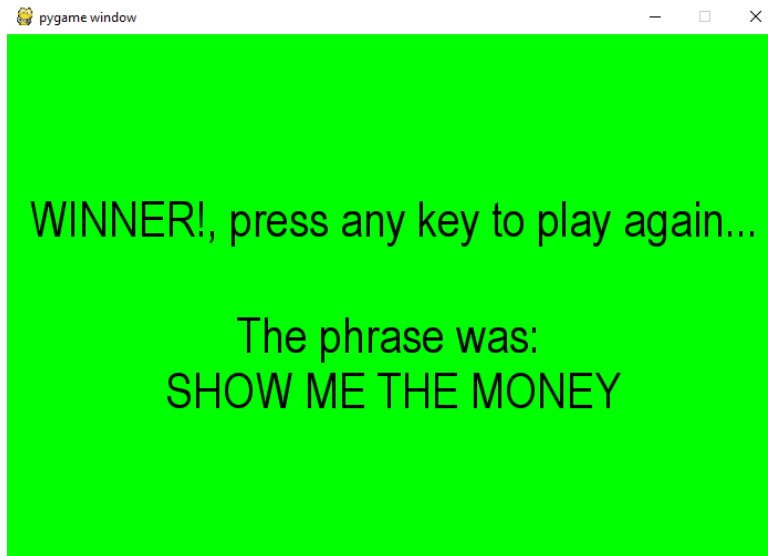 pygame window
WINNER!, press any key to play again...
The phrase was:
SHOW ME THE MONEY